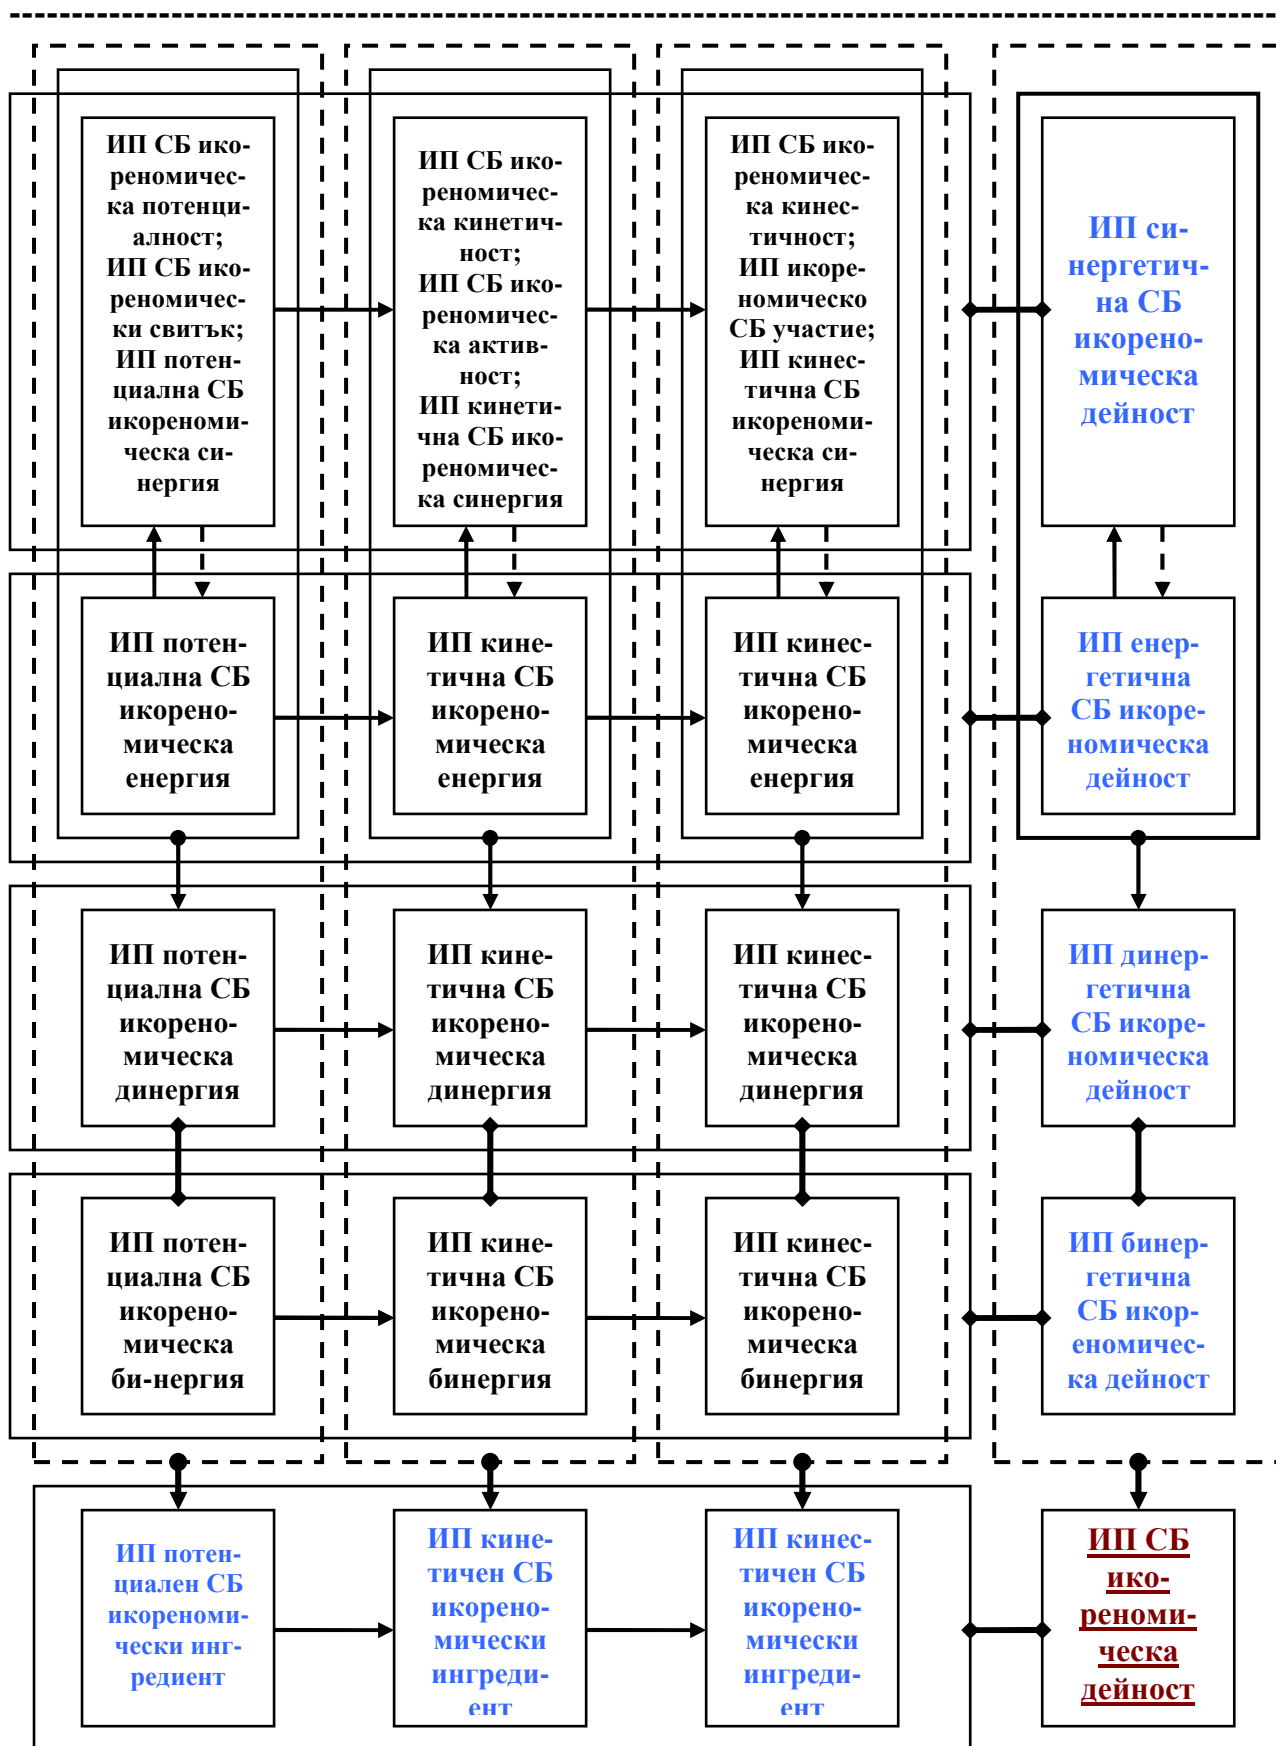 ИП СБ ико-
реномичес-
ка потенци-
алност;
ИП СБ ико-
реномичес-
ки свитък;
ИП потен-
циална СБ
икореноми-
ческа си-
нергия
ИП СБ ико-
реномичес-
ка кинетич-
ност;
ИП СБ ико-
реномичес-
ка актив-
ност;
ИП кинети-
чна СБ ико-
реномичес-
ка синергия
ИП СБ ико-
реномичес-
ка кинес-
тичност;
ИП икоре-
номическо
СБ участие;
ИП кинес-
тична СБ
икореноми-
ческа си-
нергия
ИП си-
нергетич-
на СБ
икорено-
мическа
дейност
ИП потен-
циална СБ
икорено-
мическа
енергия
ИП кине-
тична СБ
икорено-
мическа
енергия
ИП кинес-
тична СБ
икорено-
мическа
енергия
ИП енер-
гетична
СБ икоре-
номическа
дейност
ИП потен-
циална СБ
икорено-
мическа
динергия
ИП кине-
тична СБ
икорено-
мическа
динергия
ИП кинес-
тична СБ
икорено-
мическа
динергия
ИП динер-
гетична
СБ икоре-
номическа
дейност
ИП потен-
циална СБ
икорено-
мическа
би-нергия
ИП кине-
тична СБ
икорено-
мическа
бинергия
ИП кинес-
тична СБ
икорено-
мическа
бинергия
ИП бинер-
гетична
СБ икор-
еномичес-
ка дейност
ИП потен-
циален СБ
икореноми-
чески инг-
редиент
ИП кине-
тичен СБ
икорено-
мически
ингреди-
ент
ИП кинес-
тичен СБ
икорено-
мически
ингреди-
ент
ИП СБ
ико-
реноми-
ческа
дейност